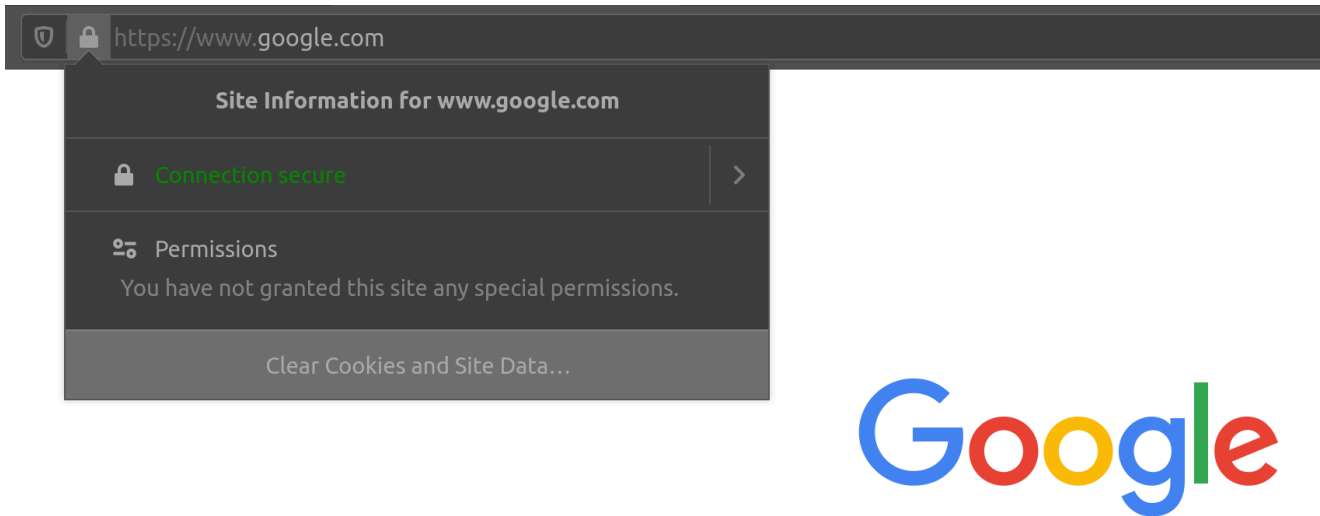 https://www.google.com
Site Information for www.google.com
Connection secure
Permissions
You have not granted this site any special permissions.
Clear Cookies and Site Data…
Google